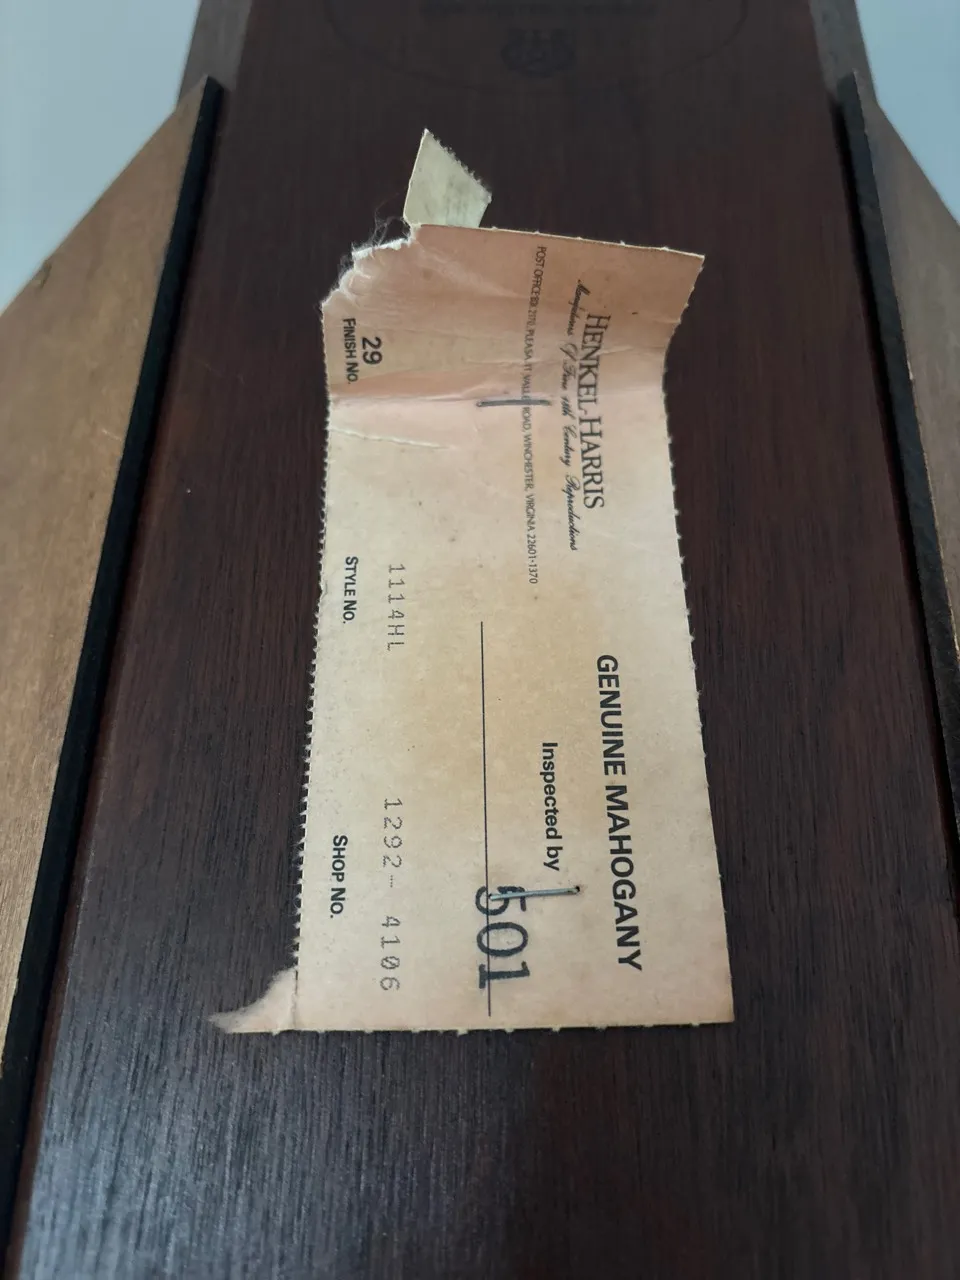 HENKEL-HARRIS
Manufacturers Of Fine 18th Century Reproductions
POST OFFICE BOX 2170, PLEASANT VALLEY ROAD, WINCHESTER, VIRGINIA 22601-1370
GENUINE MAHOGANY
Inspected by
501
29
FINISH NO.
1114HL
STYLE NO.
1292- 4106
SHOP NO.